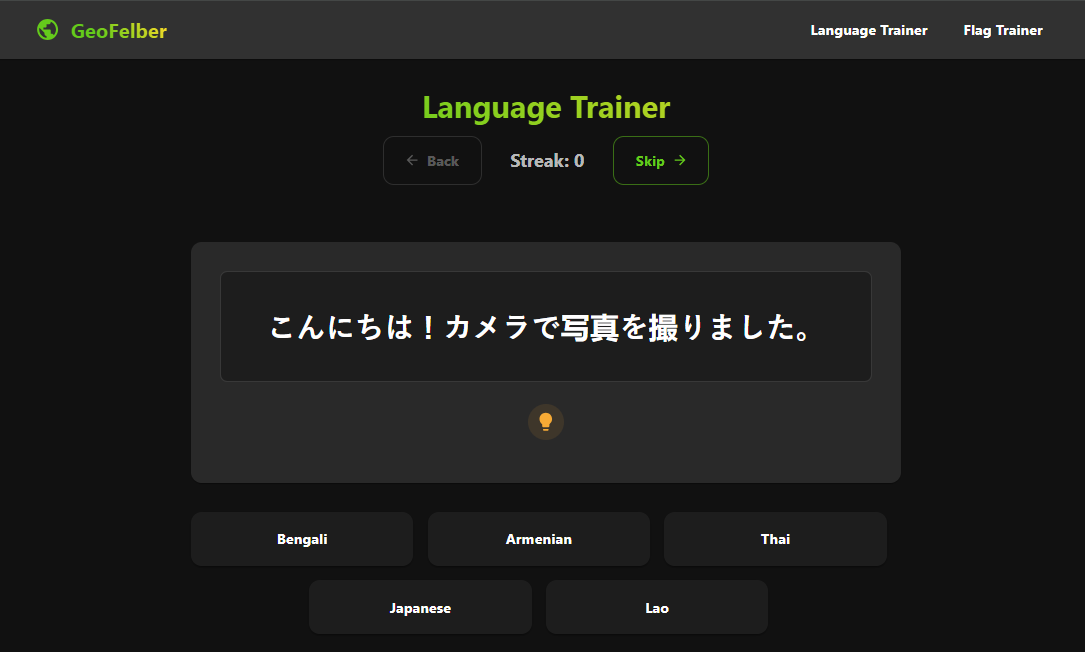 GeoFelber
Language Trainer
Flag Trainer
Language Trainer
Back
Streak: 0
Skip
こんにちは！カメラで写真を撮りました。
Bengali
Armenian
Thai
Japanese
Lao